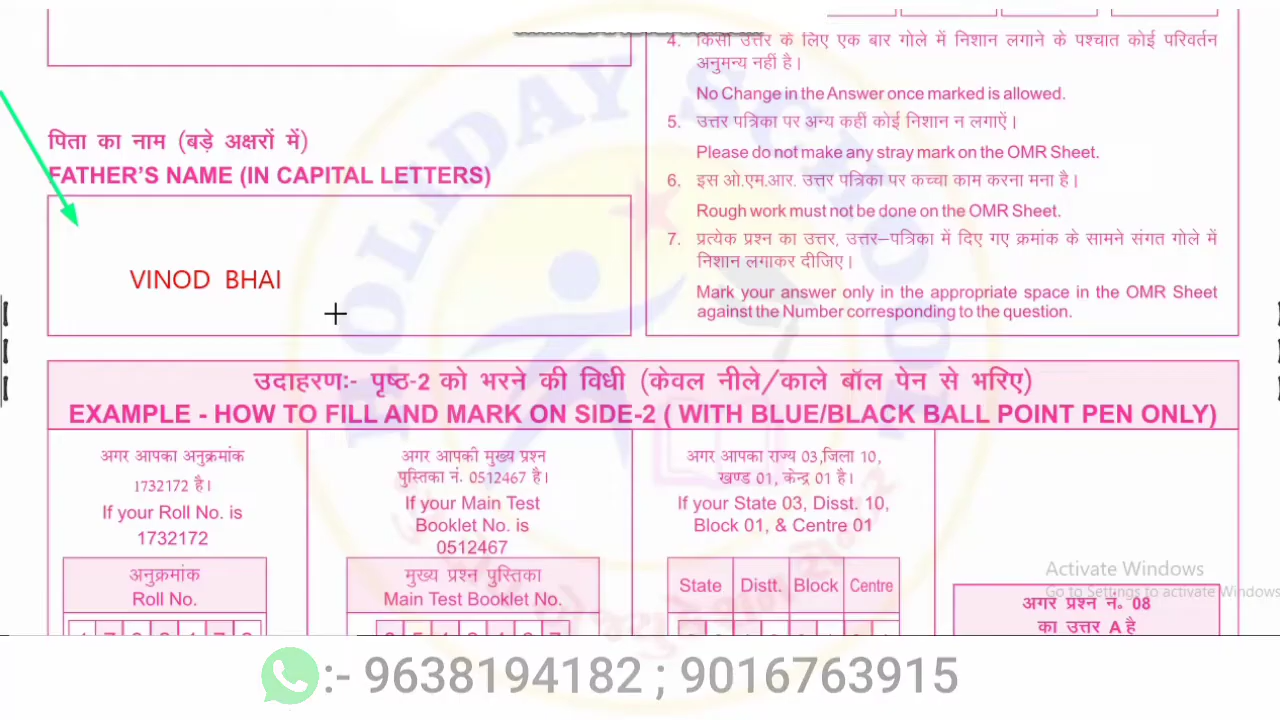 4. किसी उत्तर के लिए एक बार गोले में निशान लगाने के पश्चात कोई परिवर्तन
अनुमन्य नहीं है।
No Change in the Answer once marked is allowed.
5. उत्तर पत्रिका पर अन्य कहीं कोई निशान न लगाऐं।
Please do not make any stray mark on the OMR Sheet.
6. इस ओ.एम.आर. उत्तर पत्रिका पर कच्चा काम करना मना है।
Rough work must not be done on the OMR Sheet.
7. प्रत्येक प्रश्न का उत्तर, उत्तर–पत्रिका में दिए गए क्रमांक के सामने संगत गोले में
निशान लगाकर दीजिए।
Mark your answer only in the appropriate space in the OMR Sheet
against the Number corresponding to the question.
पिता का नाम (बड़े अक्षरों में)
FATHER'S NAME (IN CAPITAL LETTERS)
VINOD BHAI
उदाहरणः- पृष्ठ-2 को भरने की विधी (केवल नीले/काले बॉल पेन से भरिए)
EXAMPLE - HOW TO FILL AND MARK ON SIDE-2 ( WITH BLUE/BLACK BALL POINT PEN ONLY)
अगर आपका अनुक्रमांक
1732172 है।
If your Roll No. is
1732172
अनुक्रमांक
Roll No.
अगर आपकी मुख्य प्रश्न
पुस्तिका नं. 0512467 है।
If your Main Test
Booklet No. is
0512467
मुख्य प्रश्न पुस्तिका
Main Test Booklet No.
अगर आपका राज्य 03,जिला 10,
खण्ड 01, केन्द्र 01 है।
If your State 03, Disst. 10,
Block 01, & Centre 01
State Distt. Block Centre
अगर प्रश्न नं. 08
का उत्तर A है
Activate Windows
Go to Settings to activate Windows
HOLIDAY SCHOOL
:- 9638194182 ; 9016763915